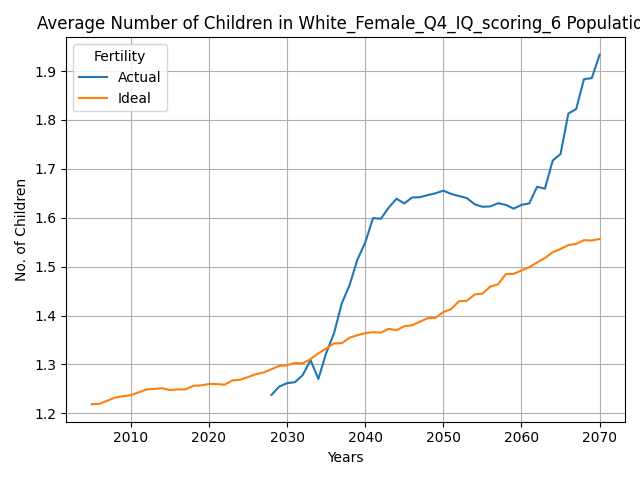 Average Number of Children in White_Female_Q4_IQ_scoring_6 Populatio
Fertility
Actual
Ideal
No. of Children
1.9
1.8
1.7
1.6
1.5
1.4
1.3
1.2
2010 2020 2030 2040 2050 2060 2070
Years